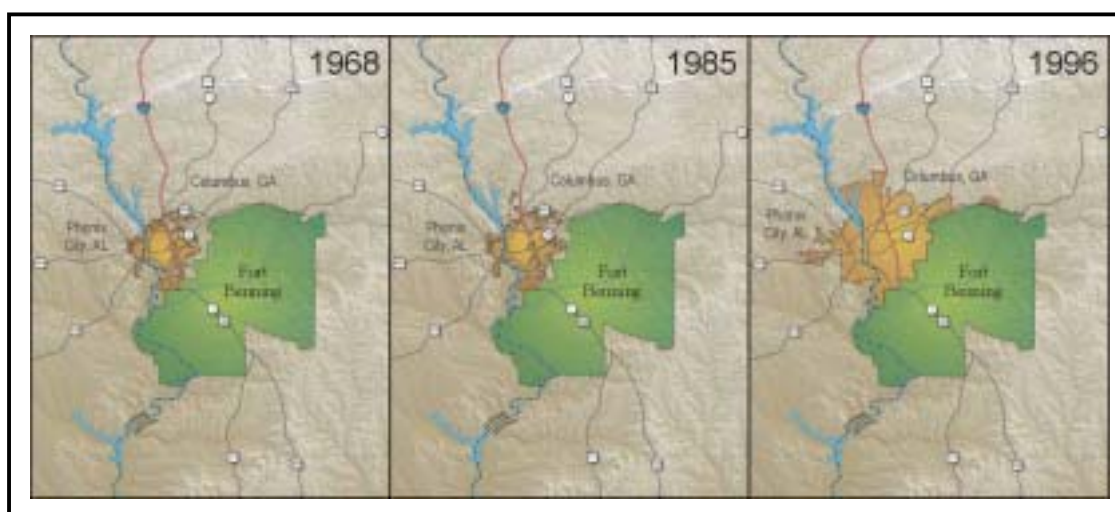 1968
Columbus, GA
Phenix
City, AL
Fort
Benning
1985
Columbus, GA
Phenix
City, AL
Fort
Benning
1996
Columbus, GA
Phenix
City, AL
Fort
Benning